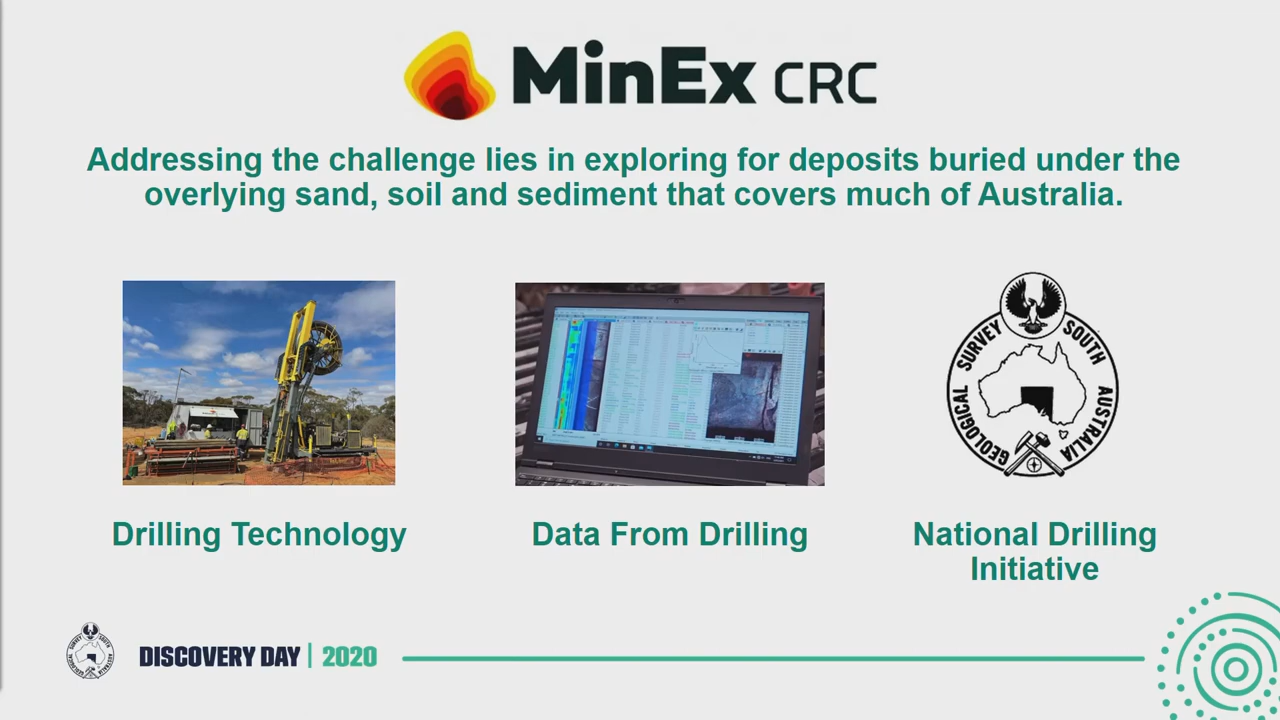 MinEx CRC
Addressing the challenge lies in exploring for deposits buried under the
overlying sand, soil and sediment that covers much of Australia.
GEOLOGICAL SURVEY SOUTH AUSTRALIA
Drilling Technology
Data From Drilling
National Drilling
Initiative
DISCOVERY DAY | 2020